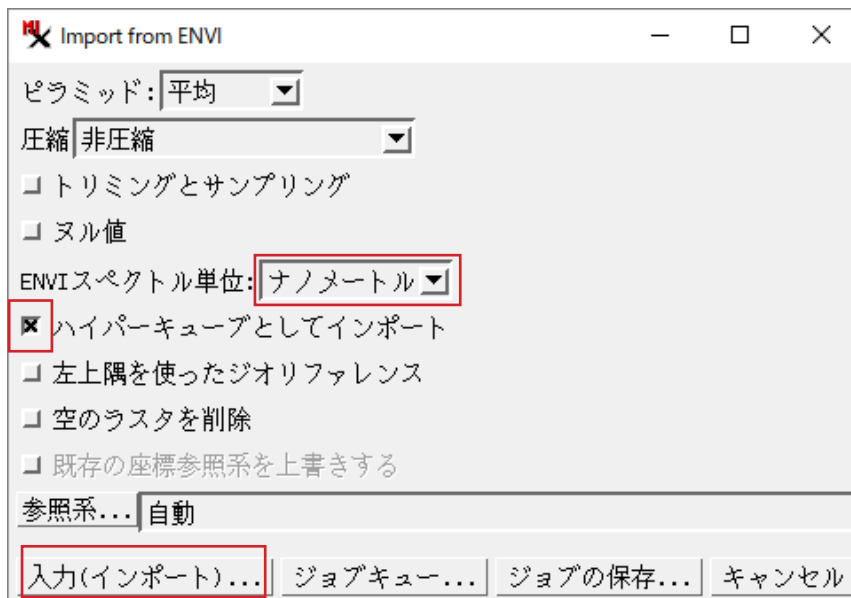 Import from ENVI
ピラミッド: 平均
圧縮 非圧縮
トリミングとサンプリング
ヌル値
ENVIスペクトル単位: ナノメートル
ハイパーキューブとしてインポート
左上隅を使ったジオリファレンス
空のラスタを削除
既存の座標参照系を上書きする
参照系... 自動
入力(インポート)... ジョブキュー... ジョブの保存... キャンセル